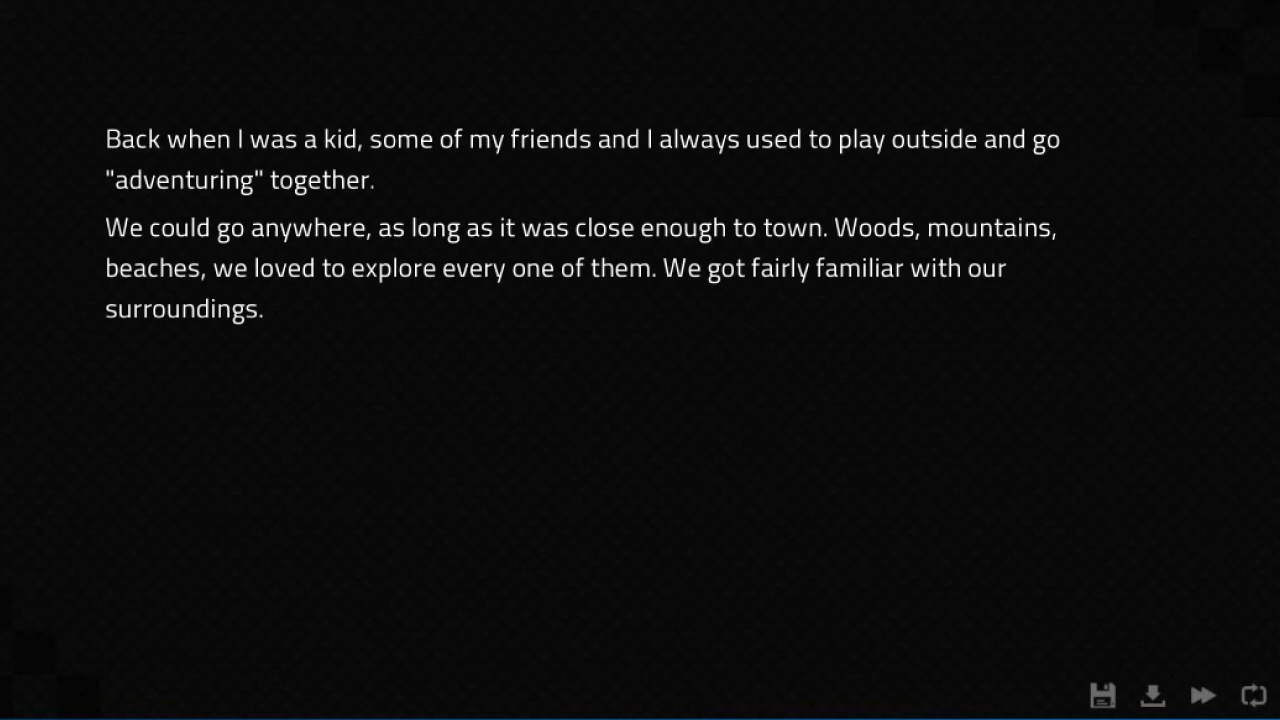 Back when I was a kid, some of my friends and I always used to play outside and go
"adventuring" together.
We could go anywhere, as long as it was close enough to town. Woods, mountains,
beaches, we loved to explore every one of them. We got fairly familiar with our
surroundings.